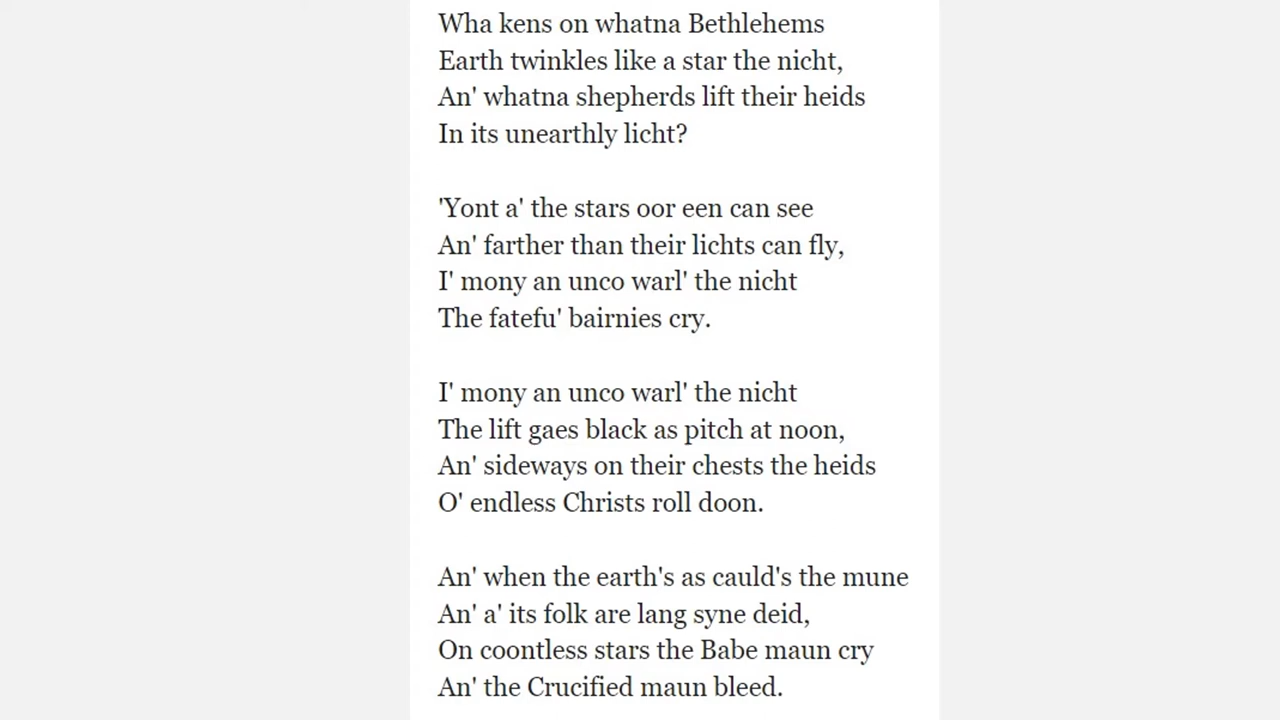 Wha kens on whatna Bethlehems
Earth twinkles like a star the nicht,
An' whatna shepherds lift their heids
In its unearthly licht?

'Yont a' the stars oor een can see
An' farther than their lichts can fly,
I' mony an unco warl' the nicht
The fatefu' bairnies cry.

I' mony an unco warl' the nicht
The lift gaes black as pitch at noon,
An' sideways on their chests the heids
O' endless Christs roll doon.

An' when the earth's as cauld's the mune
An' a' its folk are lang syne deid,
On coontless stars the Babe maun cry
An' the Crucified maun bleed.